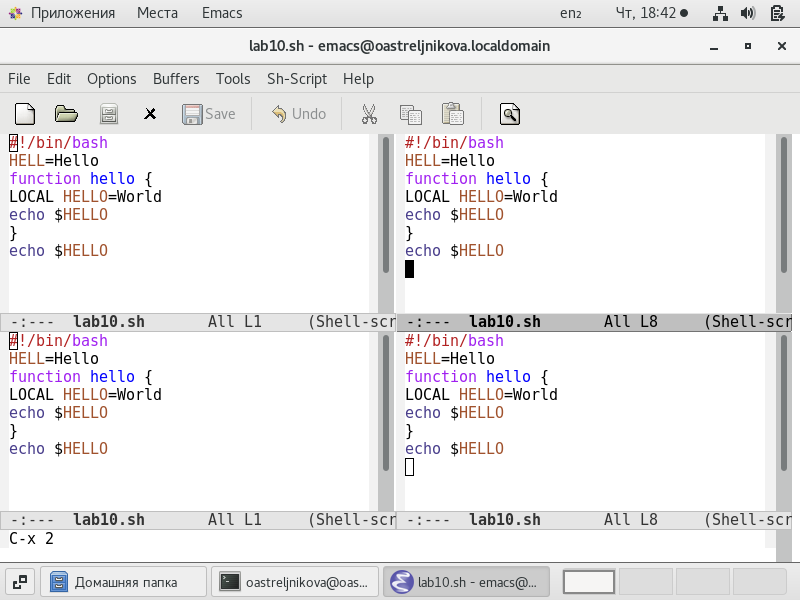 Приложения Места Emacs en₂ Чт, 18:42
lab10.sh - emacs@oastreljnikova.localdomain
File Edit Options Buffers Tools Sh-Script Help
Save Undo
#!/bin/bash
HELL=Hello
function hello {
LOCAL HELLO=World
echo $HELLO
}
echo $HELLO
-:--- lab10.sh All L1 (Shell-scr
#!/bin/bash
HELL=Hello
function hello {
LOCAL HELLO=World
echo $HELLO
}
echo $HELLO
-:--- lab10.sh All L8 (Shell-scr
#!/bin/bash
HELL=Hello
function hello {
LOCAL HELLO=World
echo $HELLO
}
echo $HELLO
-:--- lab10.sh All L1 (Shell-scr
#!/bin/bash
HELL=Hello
function hello {
LOCAL HELLO=World
echo $HELLO
}
echo $HELLO
-:--- lab10.sh All L8 (Shell-scr
C-x 2
Домашняя папка oastreljnikova@oas... lab10.sh - emacs@...